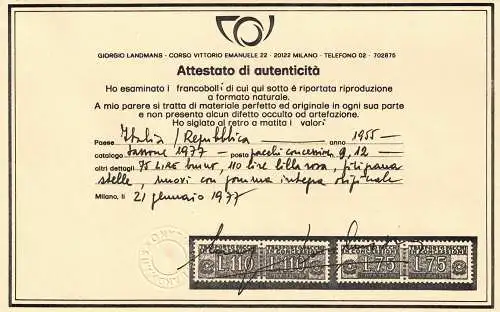 GIORGIO LANDMANS - CORSO VITTORIO EMANUELE 22 - 20122 MILANO - TELEFONO 02 - 702875
Attestato di autenticità
Ho esaminato i francobolli di cui qui sotto è riportata riproduzione
a formato naturale.
A mio parere si tratta di materiale perfetto ed originale in ogni sua parte
e non presenta alcun difetto occulto od artefazione.
Ho siglato al retro a matita i valori
Paese Italia / Repubblica anno 1955
catalogo Sassone 1977 - posta pacchi concessione 9, 12 -
altri dettagli 75 LIRE bruno, 110 lire lilla rosa, filigrana
stelle, nuovi con gomma integra originale
Milano, li 21 gennaio 1977
L.110 L.110 L.75 L.75